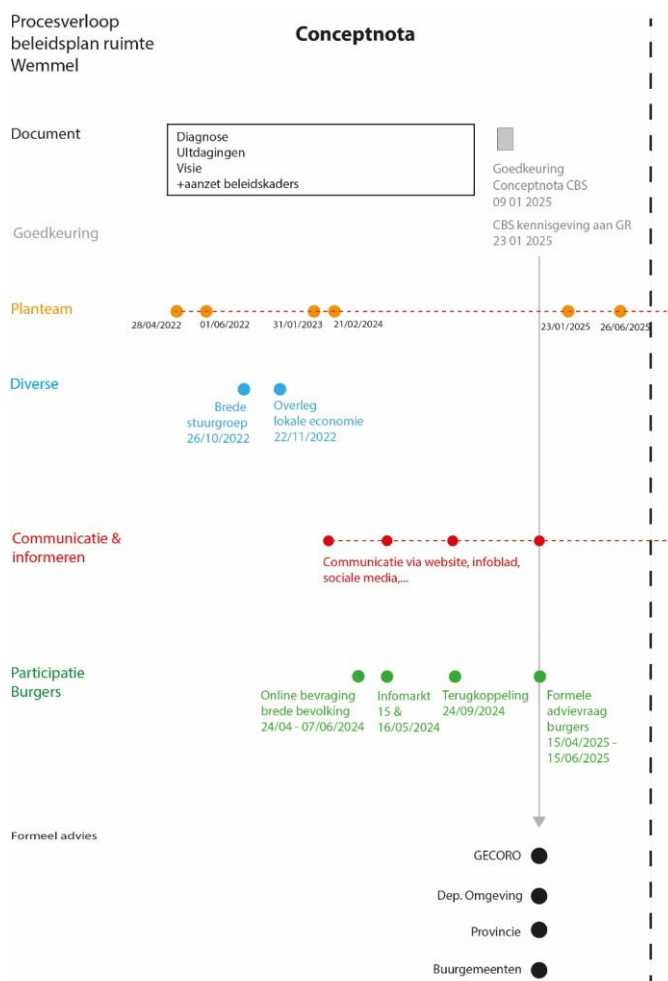 Procesverloop
beleidsplan ruimte
Wemmel
Conceptnota
Document
Diagnose
UItdagingen
Visie
+aanzet beleidskaders
Goedkeuring
Conceptnota CBS
09 01 2025
CBS kennisgeving aan GR
23 01 2025
Goedkeuring
Planteam
28/04/2022
01/06/2022
31/01/2023
21/02/2024
23/01/2025
26/06/2025
Diverse
Brede
stuurgroep
26/10/2022
Overleg
lokale economie
22/11/2022
Communicatie &
informeren
Communicatie via website, infoblad,
sociale media,...
Participatie
Burgers
Online bevraging
brede bevolking
24/04 - 07/06/2024
Infomarkt
15 &
16/05/2024
Terugkoppeling
24/09/2024
Formele
advievraag
burgers
15/04/2025 -
15/06/2025
Formeel advies
GECORO
Dep. Omgeving
Provincie
Buurgemeenten